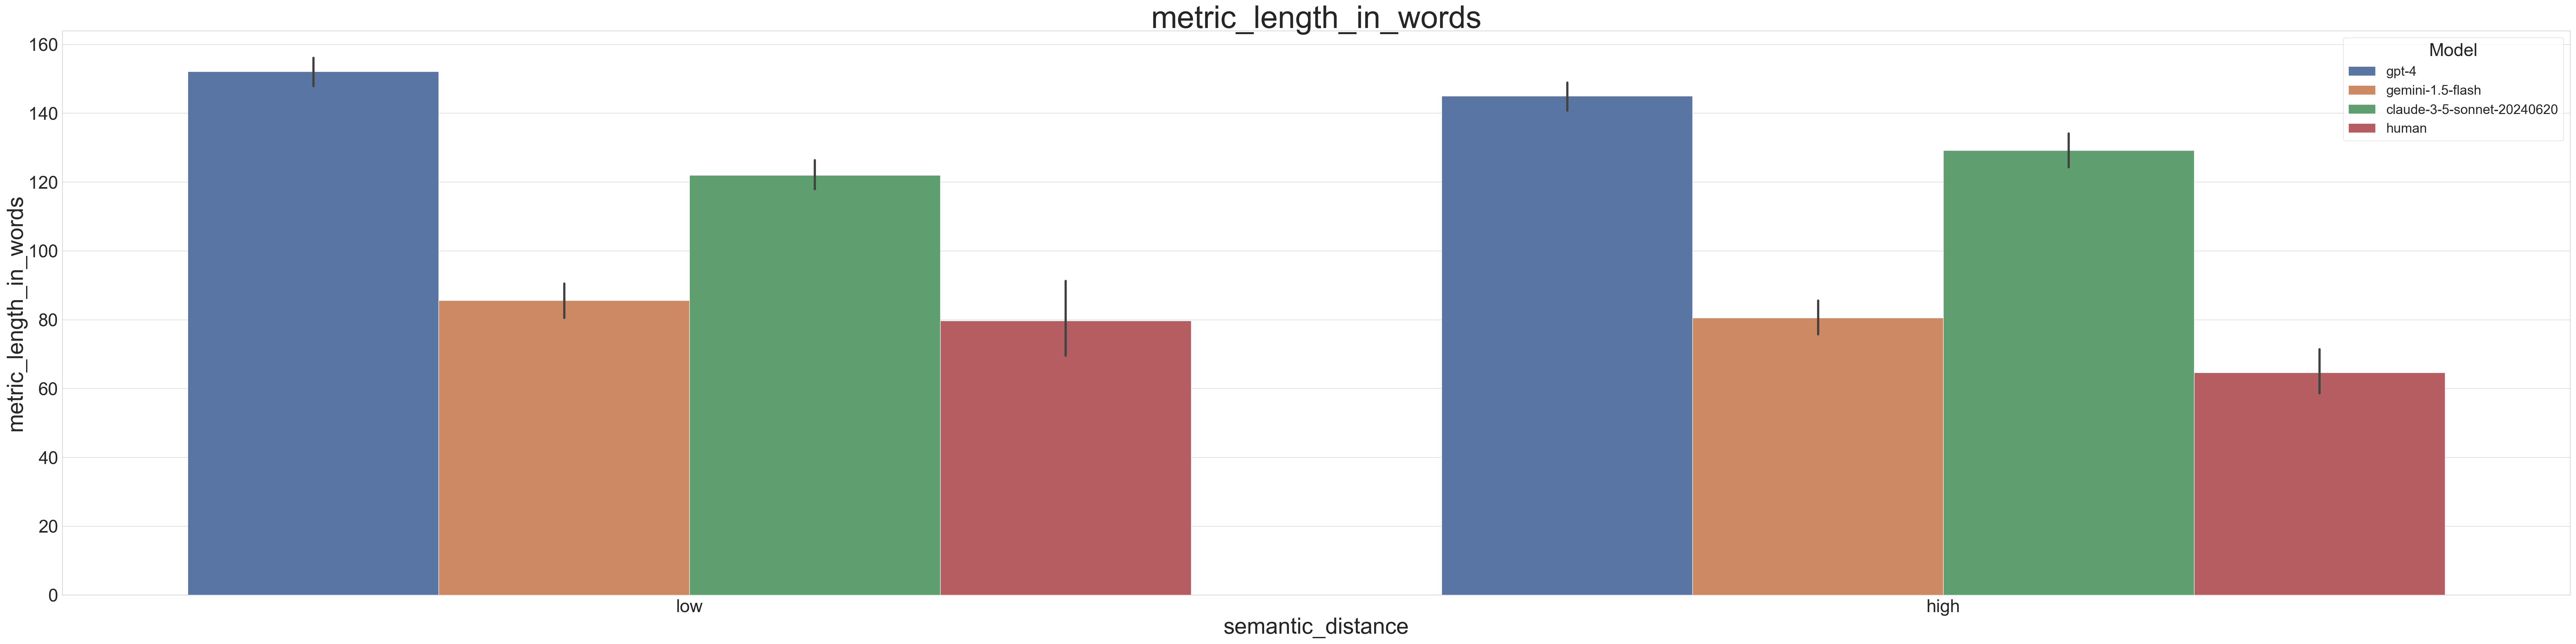 metric_length_in_words
Model
gpt-4
gemini-1.5-flash
claude-3-5-sonnet-20240620
human
metric_length_in_words
160
140
120
100
80
60
40
20
0
low
high
semantic_distance